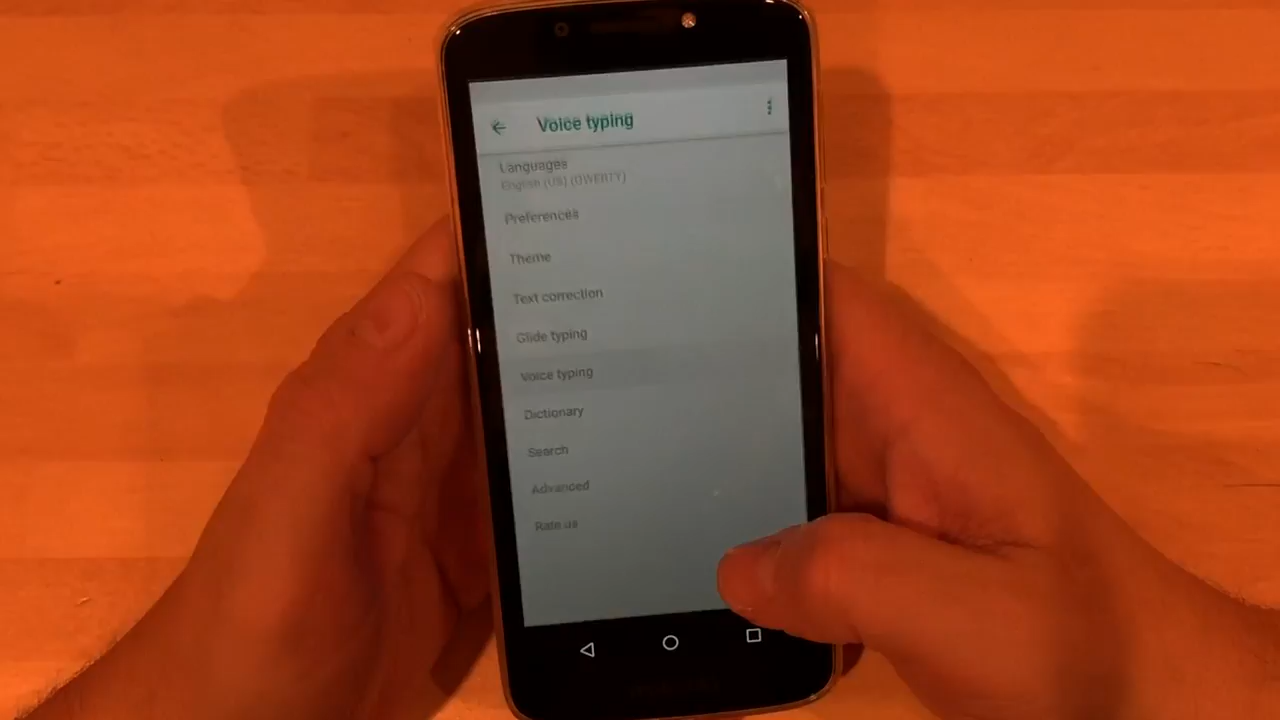 Voice typing
Languages
English (US) (QWERTY)
Preferences
Theme
Text correction
Glide typing
Voice typing
Dictionary
Search
Advanced
Rate us